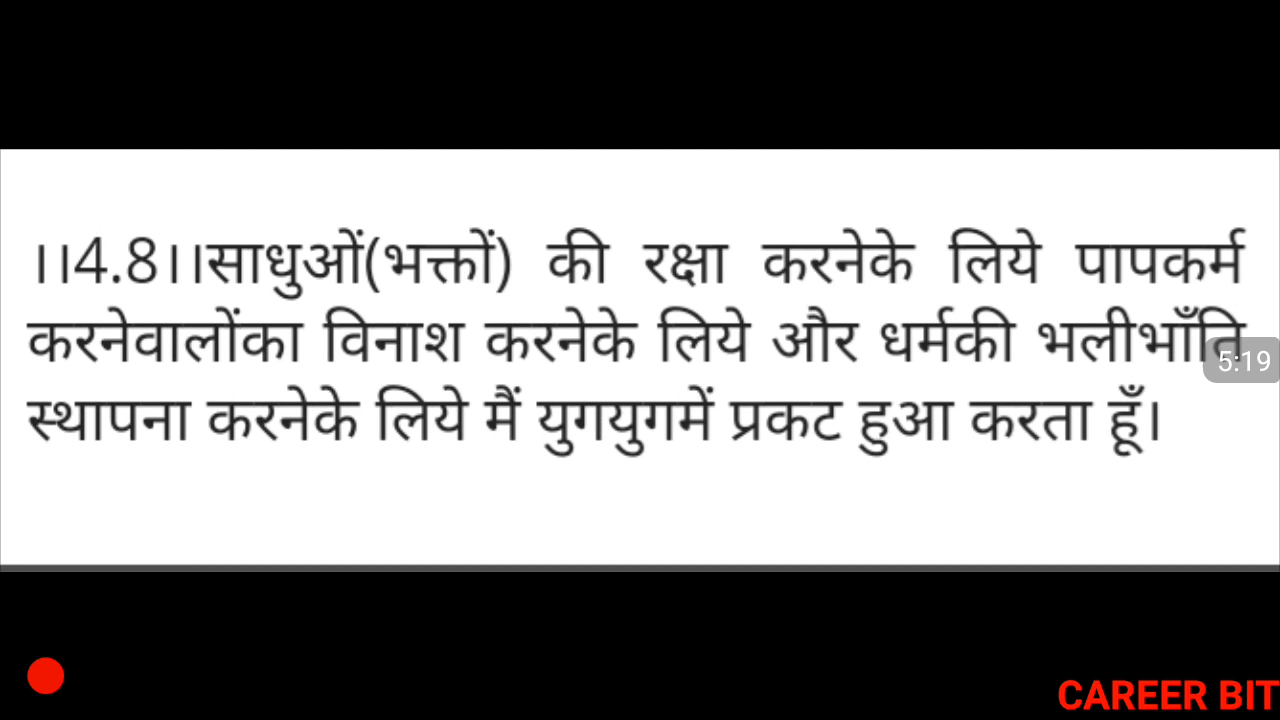 ।।4.8।।साधुओं(भक्तों) की रक्षा करनेके लिये पापकर्म
करनेवालोंका विनाश करनेके लिये और धर्मकी भलीभाँति
5:19
स्थापना करनेके लिये मैं युगयुगमें प्रकट हुआ करता हूँ।
CAREER BIT